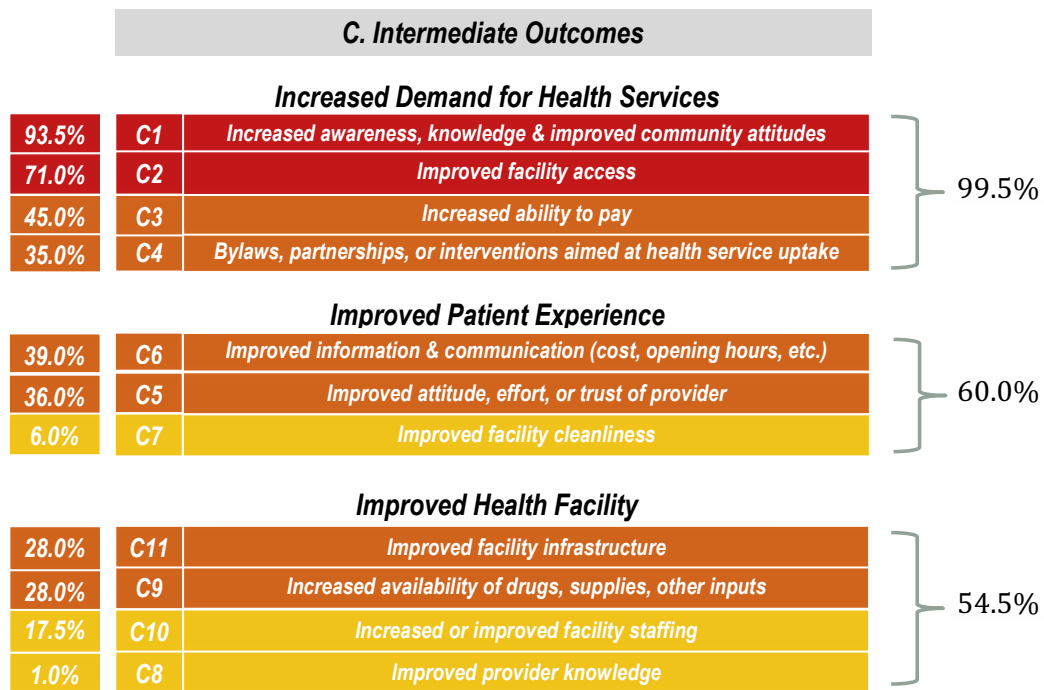 C. Intermediate Outcomes
Increased Demand for Health Services
93.5% C1 Increased awareness, knowledge & improved community attitudes
71.0% C2 Improved facility access
99.5%
45.0% C3 Increased ability to pay
35.0% C4 Bylaws, partnerships, or interventions aimed at health service uptake
Improved Patient Experience
39.0% C6 Improved information & communication (cost, opening hours, etc.)
36.0% C5 Improved attitude, effort, or trust of provider
60.0%
6.0% C7 Improved facility cleanliness
Improved Health Facility
28.0% C11 Improved facility infrastructure
28.0% C9 Increased availability of drugs, supplies, other inputs
54.5%
17.5% C10 Increased or improved facility staffing
1.0% C8 Improved provider knowledge